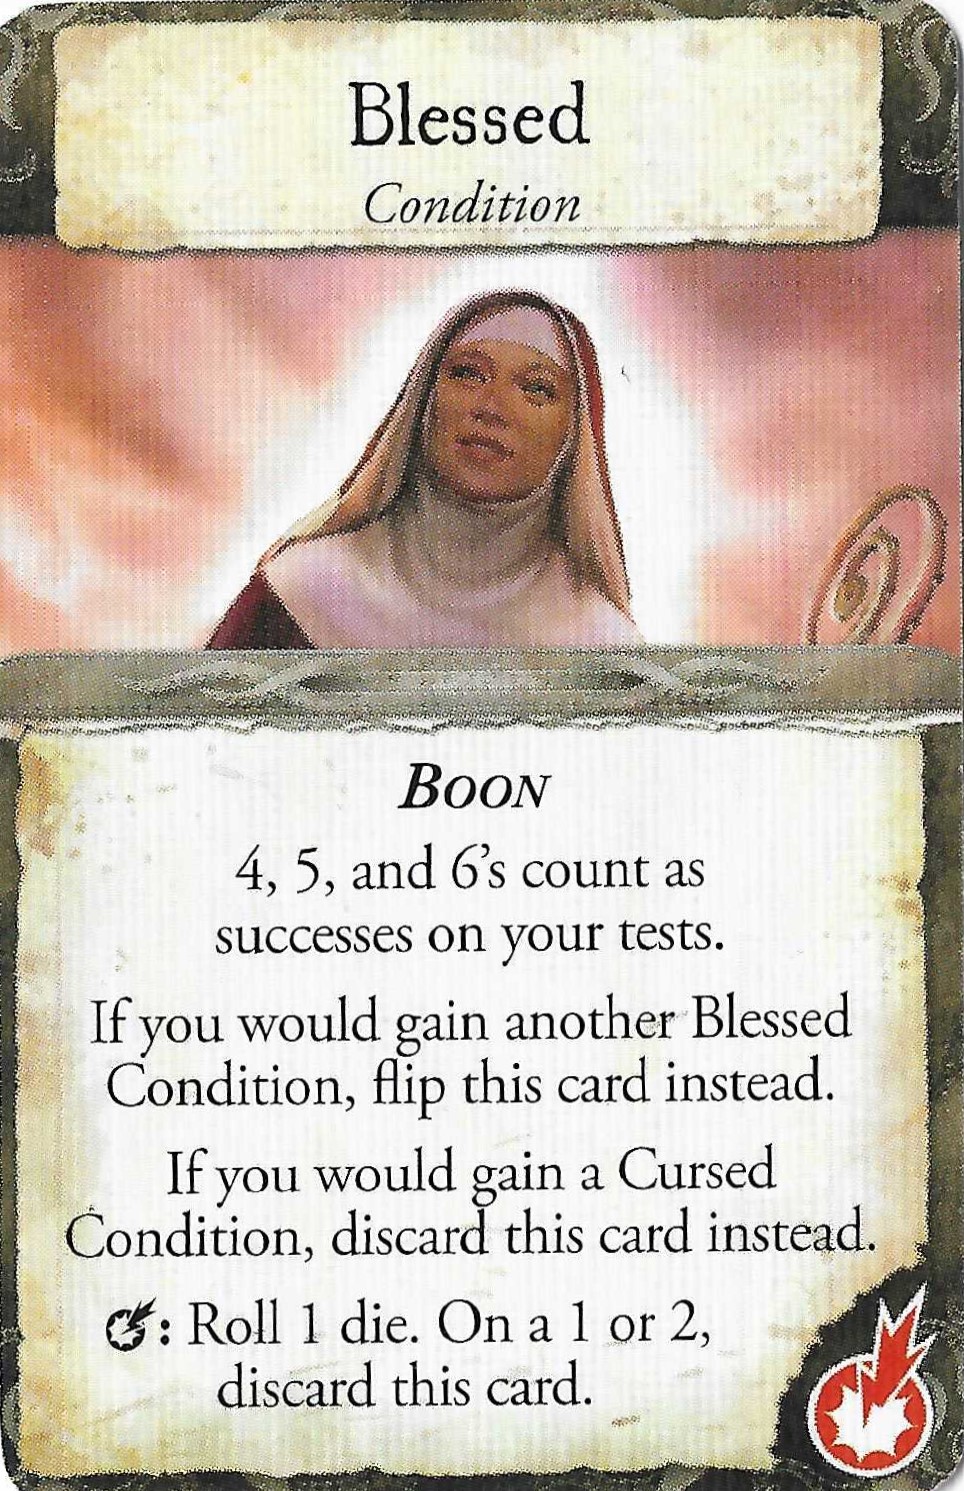 Blessed
Condition
BOON
4, 5, and 6’s count as
successes on your tests.
If you would gain another Blessed
Condition, flip this card instead.
If you would gain a Cursed
Condition, discard this card instead.
: Roll 1 die. On a 1 or 2,
discard this card.